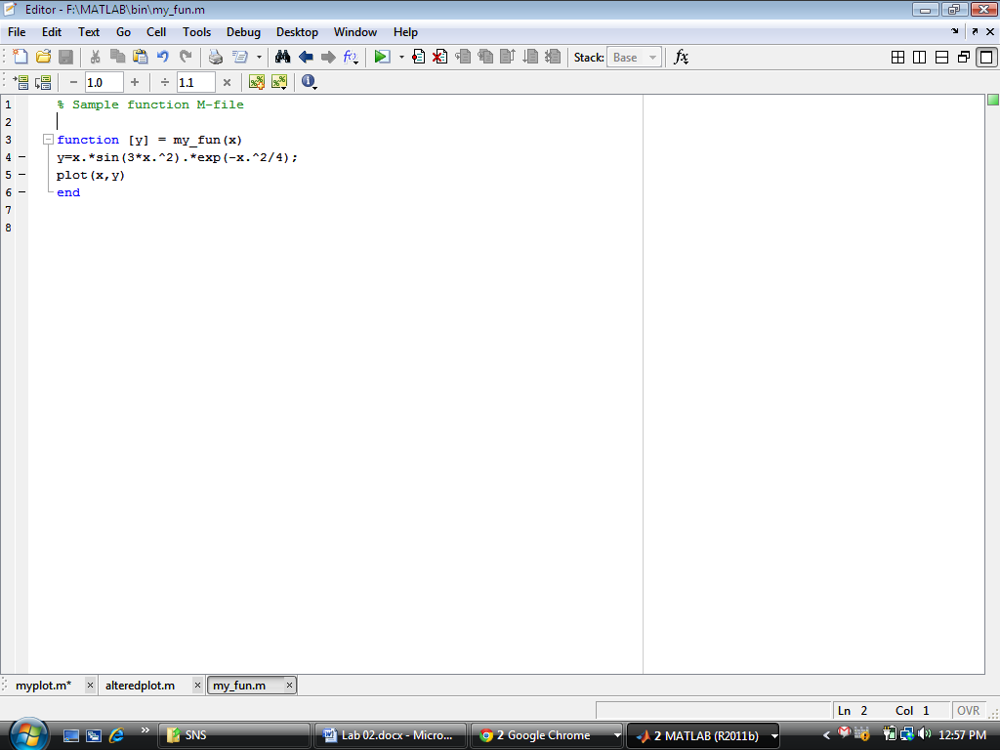 Editor - F:\MATLAB\bin\my_fun.m
File Edit Text Go Cell Tools Debug Desktop Window Help
Stack: Base fx
− 1.0 + ÷ 1.1 ×
1 % Sample function M-file
2
3 function [y] = my_fun(x)
4 – y=x.*sin(3*x.^2).*exp(-x.^2/4);
5 – plot(x,y)
6 – end
7
8
myplot.m* × alteredplot.m × my_fun.m ×
Ln 2 Col 1 OVR
» SNS Lab 02.docx - Micro... 2 Google Chrome 2 MATLAB (R2011b) < 12:57 PM